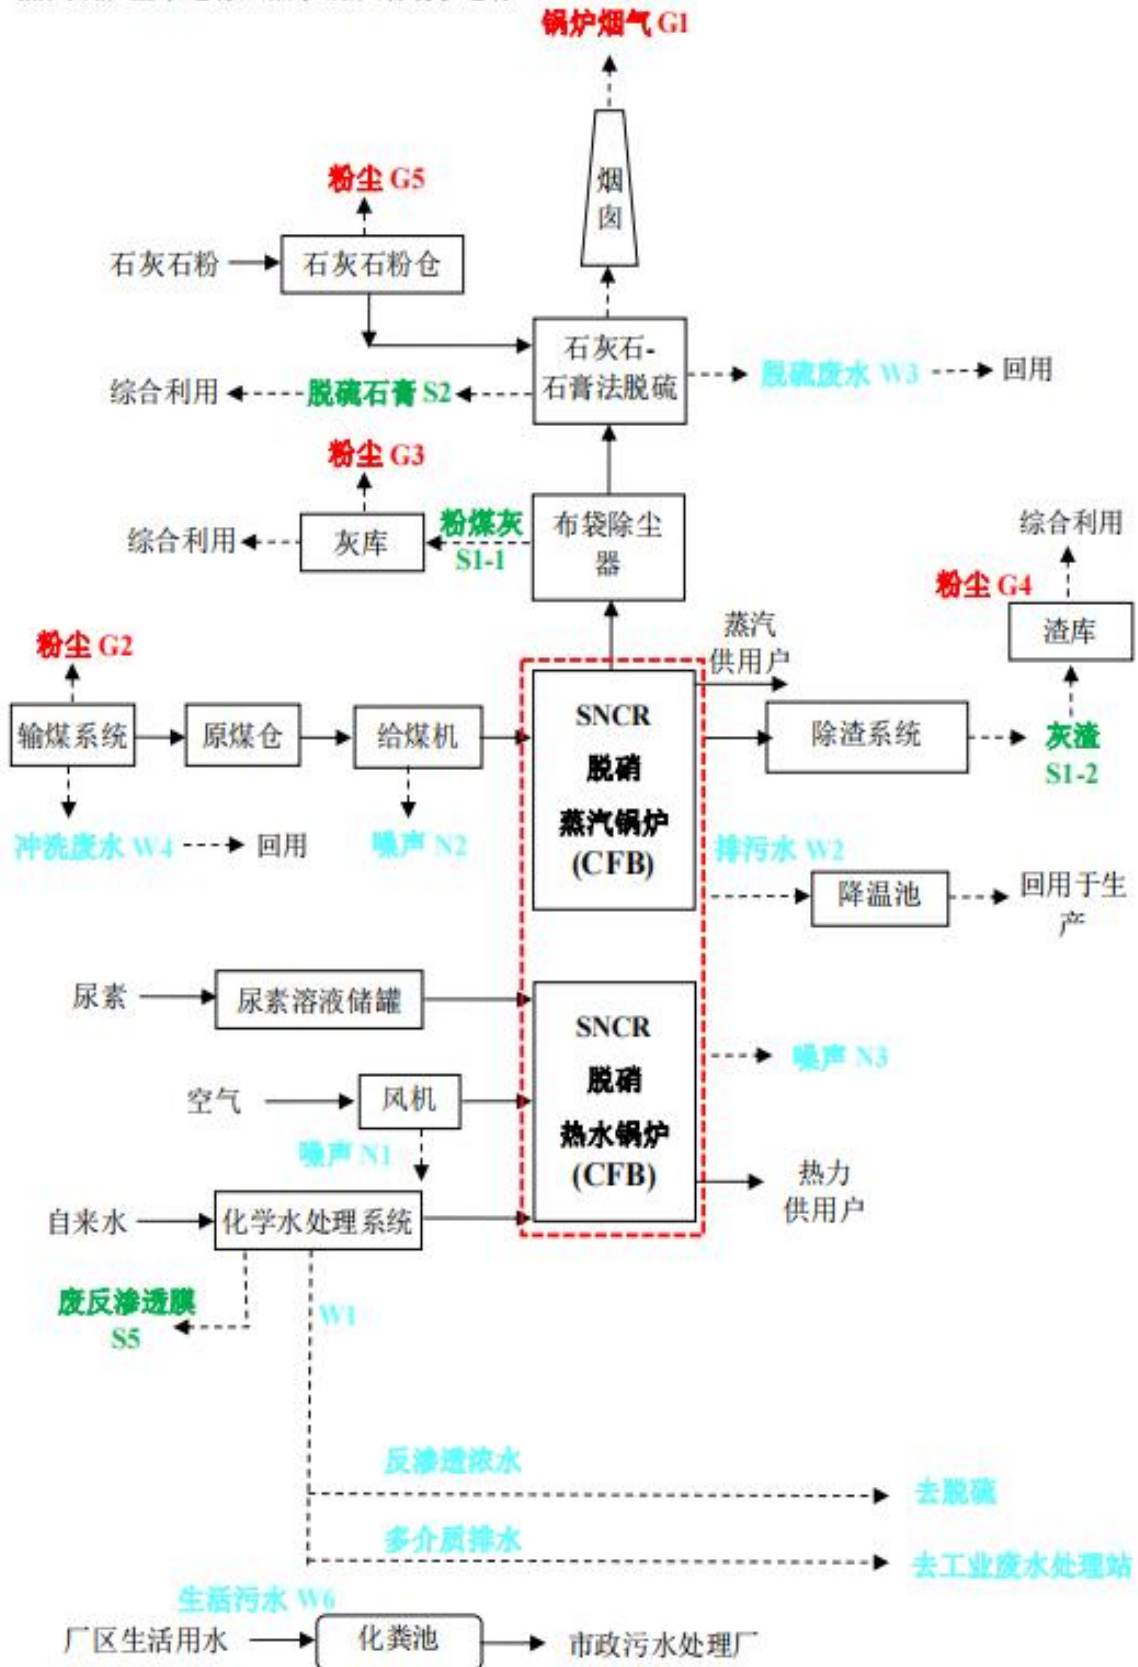 锅炉烟气 G1
烟
囱
粉尘 G5
石灰石粉
石灰石粉仓
石灰石-
石膏法脱硫
脱硫废水 W3
回用
综合利用
脱硫石膏 S2
粉尘 G3
综合利用
灰库
粉煤灰
S1-1
布袋除尘
器
综合利用
粉尘 G4
渣库
蒸汽
供用户
粉尘 G2
输煤系统
原煤仓
给煤机
SNCR
脱硝
蒸汽锅炉
(CFB)
除渣系统
灰渣
S1-2
冲洗废水 W4
回用
噪声 N2
排污水 W2
降温池
回用于生
产
尿素
尿素溶液储罐
SNCR
脱硝
热水锅炉
(CFB)
噪声 N3
空气
风机
噪声 N1
热力
供用户
自来水
化学水处理系统
废反渗透膜
S5
W1
反渗透浓水
去脱硫
多介质排水
去工业废水处理站
生活污水 W6
厂区生活用水
化粪池
市政污水处理厂